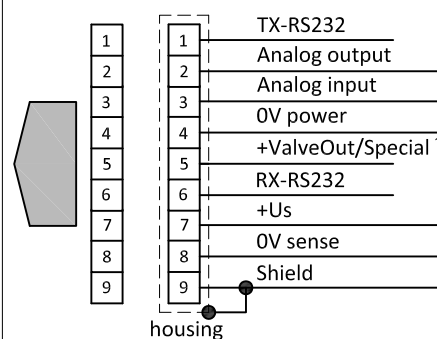 1 1 TX-RS232
2 2 Analog output
3 3 Analog input
4 4 0V power
5 5 +ValveOut/Special
6 6 RX-RS232
7 7 +Us
8 8 0V sense
9 9 Shield
housing